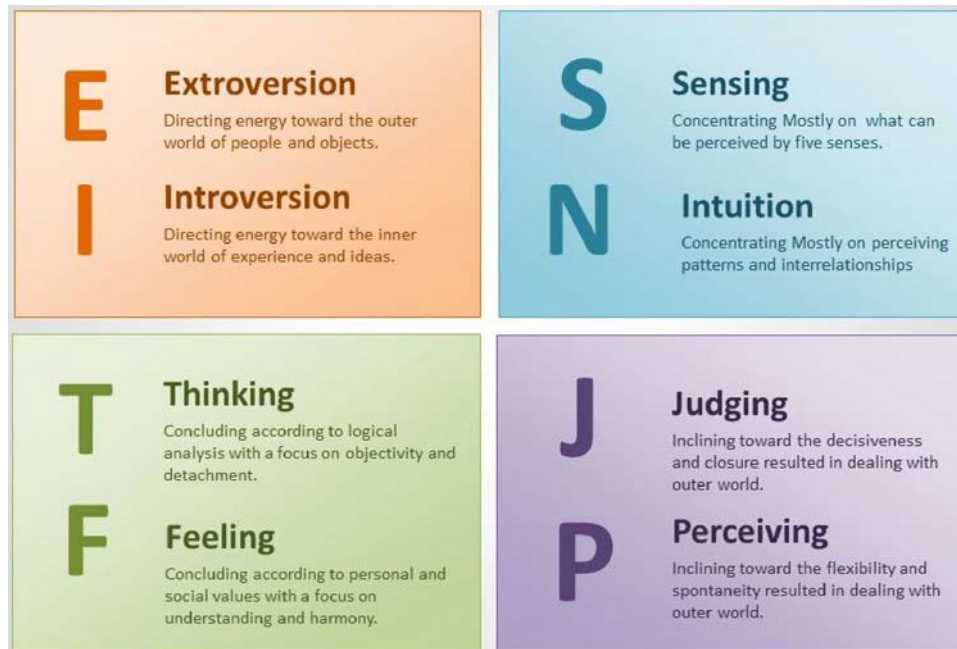 E
Extroversion
Directing energy toward the outer
world of people and objects.
I
Introversion
Directing energy toward the inner
world of experience and ideas.
S
Sensing
Concentrating Mostly on what can
be perceived by five senses.
N
Intuition
Concentrating Mostly on perceiving
patterns and interrelationships
T
Thinking
Concluding according to logical
analysis with a focus on objectivity and
detachment.
F
Feeling
Concluding according to personal and
social values with a focus on
understanding and harmony.
J
Judging
Inclining toward the decisiveness
and closure resulted in dealing with
outer world.
P
Perceiving
Inclining toward the flexibility and
spontaneity resulted in dealing with
outer world.